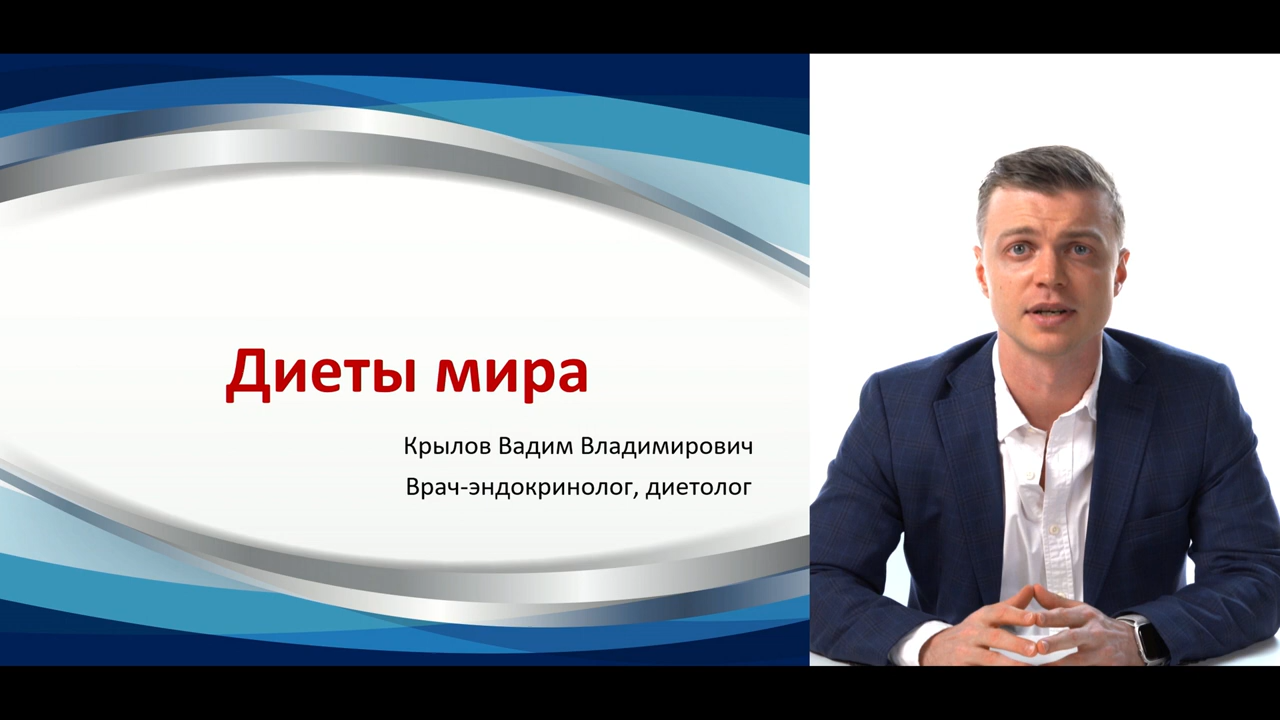 Диеты мира
Крылов Вадим Владимирович
Врач-эндокринолог, диетолог